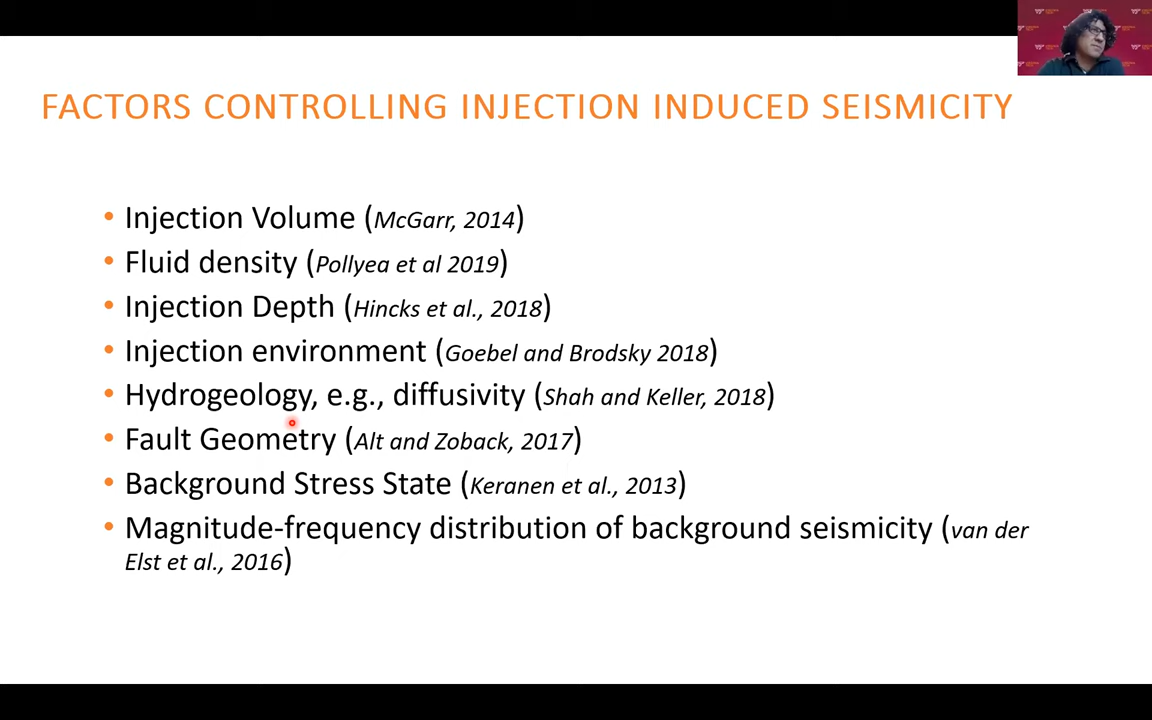 FACTORS CONTROLLING INJECTION INDUCED SEISMICITY
• Injection Volume (McGarr, 2014)
• Fluid density (Pollyea et al 2019)
• Injection Depth (Hincks et al., 2018)
• Injection environment (Goebel and Brodsky 2018)
• Hydrogeology, e.g., diffusivity (Shah and Keller, 2018)
• Fault Geometry (Alt and Zoback, 2017)
• Background Stress State (Keranen et al., 2013)
• Magnitude-frequency distribution of background seismicity (van der
Elst et al., 2016)